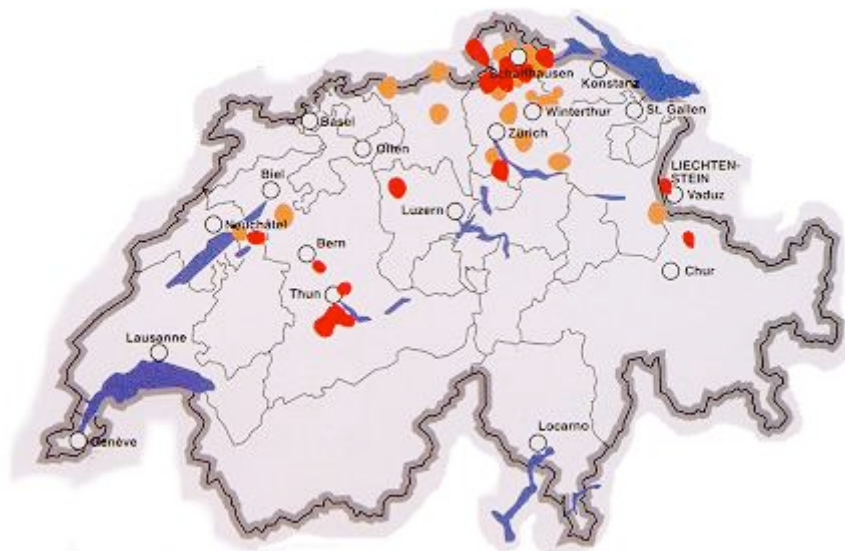 Schaffhausen
Konstanz
Basel
Winterthur
St. Gallen
Zürich
Olten
LIECHTEN-
STEIN
Biel
Vaduz
Luzern
Neuchâtel
Bern
Chur
Thun
Lausanne
Locarno
Genève